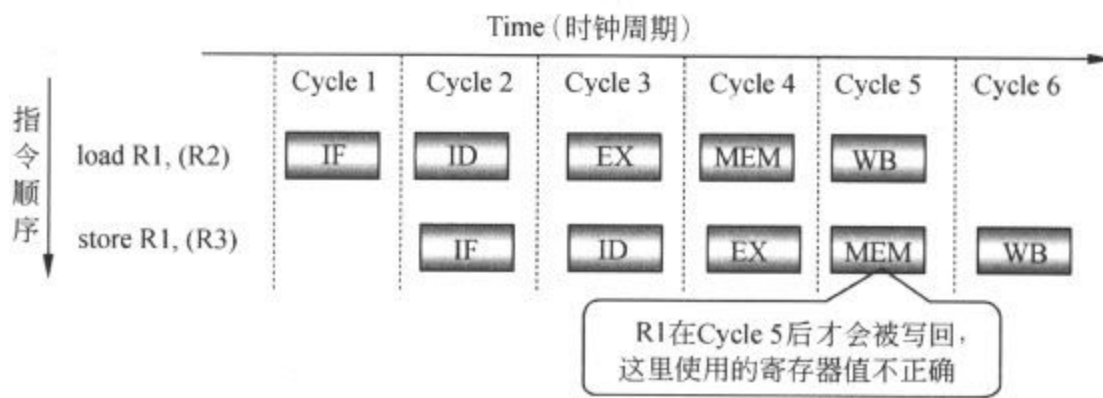 Time (时钟周期)
Cycle 1 Cycle 2 Cycle 3 Cycle 4 Cycle 5 Cycle 6
指令顺序
load R1, (R2) IF ID EX MEM WB
store R1, (R3) IF ID EX MEM WB
R1在Cycle 5后才会被写回，
这里使用的寄存器值不正确